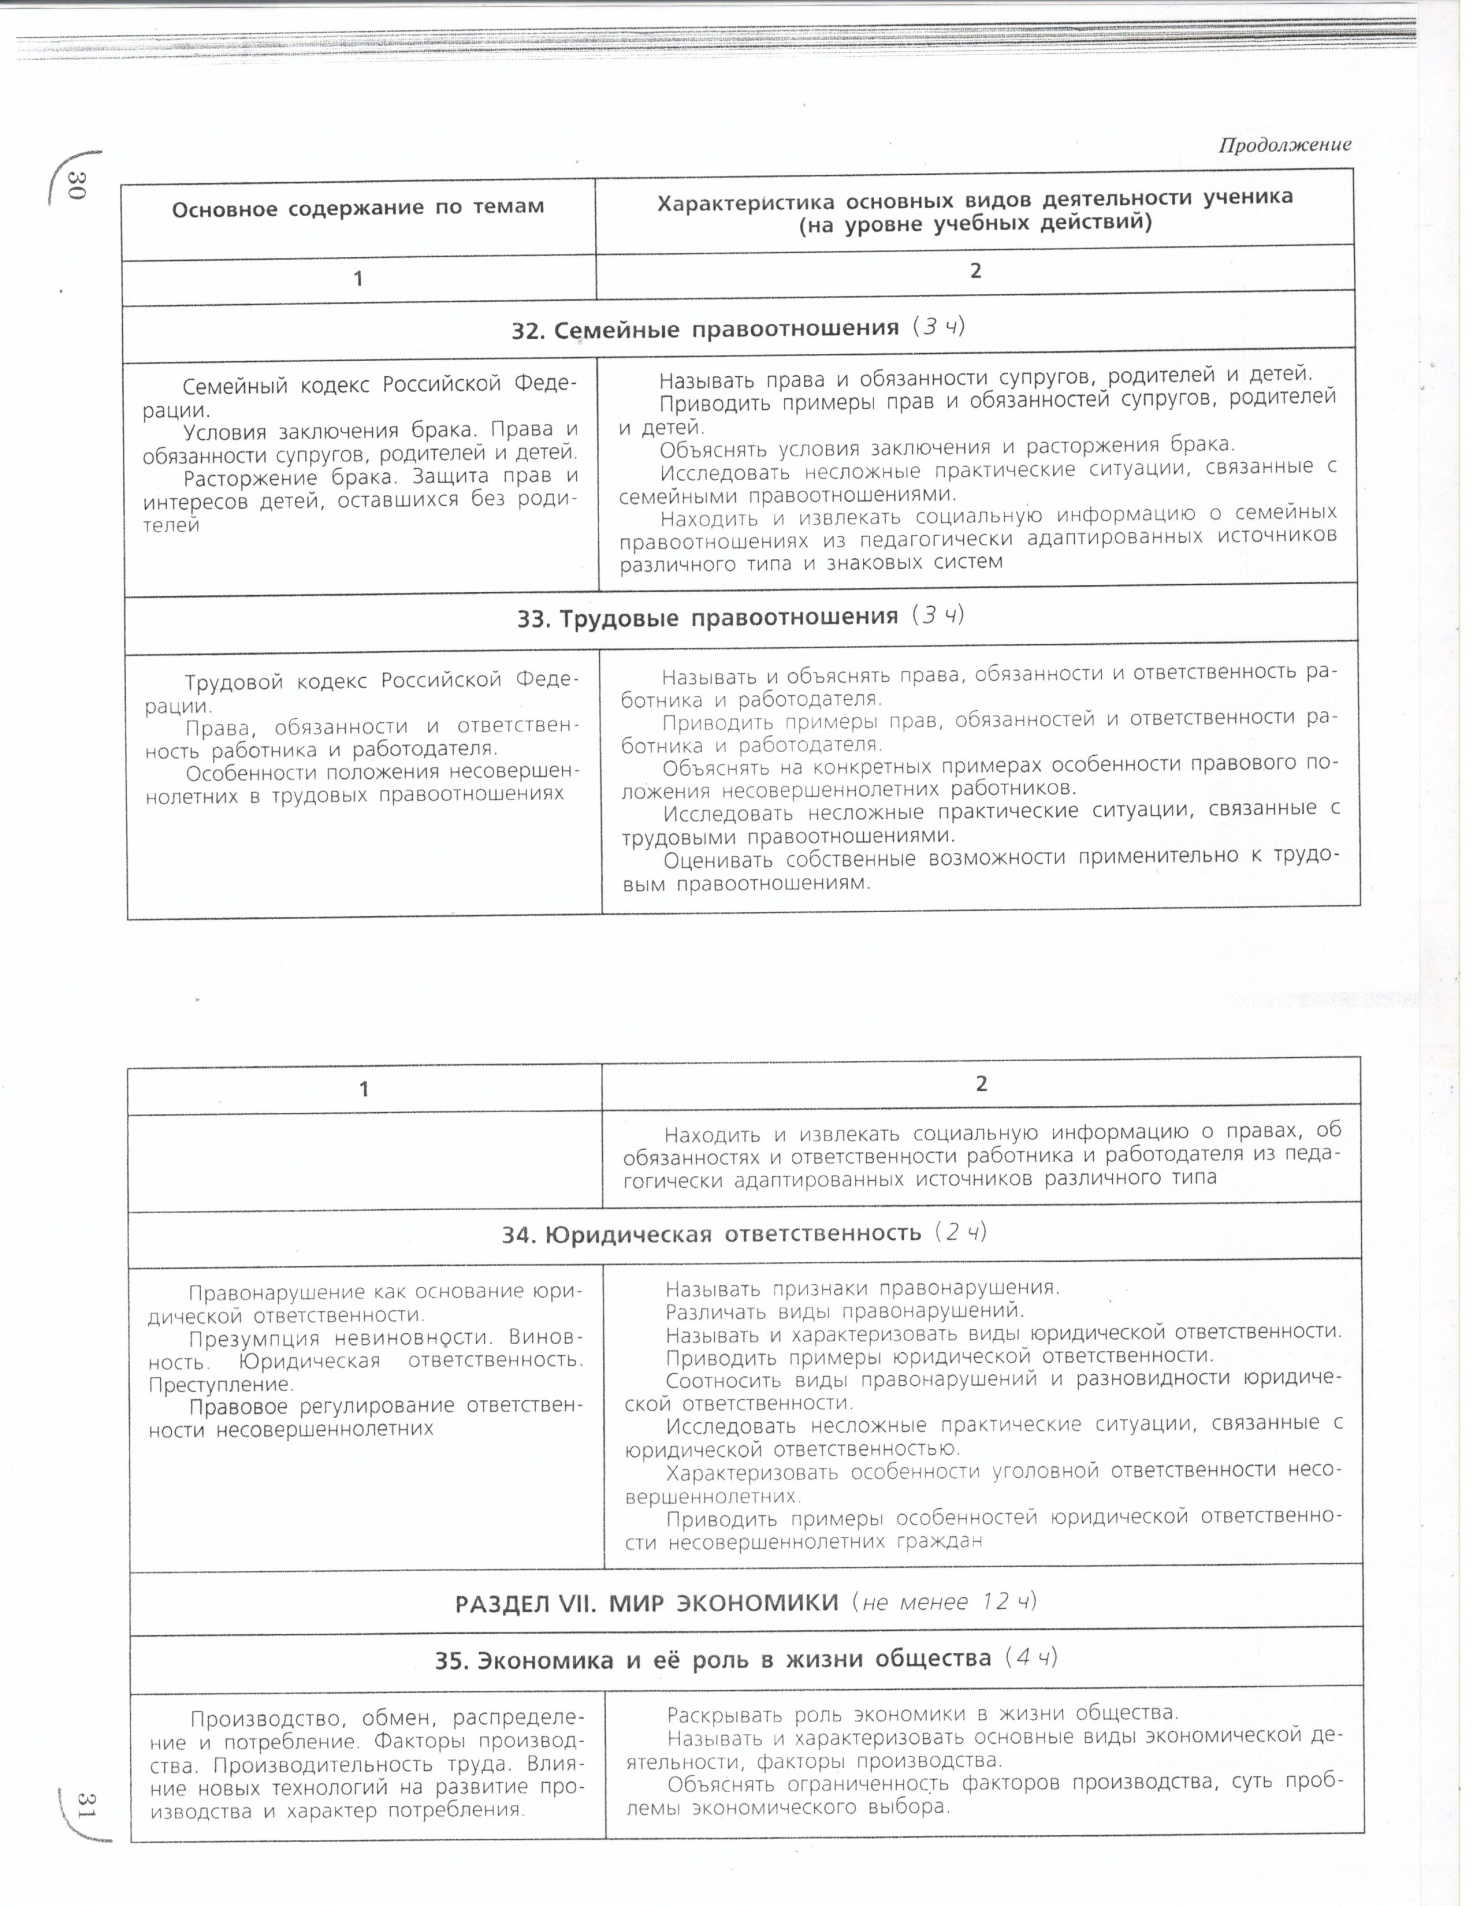 Продолжение
30
Основное содержание по темам
Характеристика основных видов деятельности ученика
(на уровне учебных действий)
1
2
32. Семейные правоотношения (3 ч)
Семейный кодекс Российской Феде-
рации.
Условия заключения брака. Права и
обязанности супругов, родителей и детей.
Расторжение брака. Защита прав и
интересов детей, оставшихся без роди-
телей
Называть права и обязанности супругов, родителей и детей.
Приводить примеры прав и обязанностей супругов, родителей
и детей.
Объяснять условия заключения и расторжения брака.
Исследовать несложные практические ситуации, связанные с
семейными правоотношениями.
Находить и извлекать социальную информацию о семейных
правоотношениях из педагогически адаптированных источников
различного типа и знаковых систем
33. Трудовые правоотношения (3 ч)
Трудовой кодекс Российской Феде-
рации.
Права, обязанности и ответствен-
ность работника и работодателя.
Особенности положения несовершен-
нолетних в трудовых правоотношениях
Называть и объяснять права, обязанности и ответственность ра-
ботника и работодателя.
Приводить примеры прав, обязанностей и ответственности ра-
ботника и работодателя.
Объяснять на конкретных примерах особенности правового по-
ложения несовершеннолетних работников.
Исследовать несложные практические ситуации, связанные с
трудовыми правоотношениями.
Оценивать собственные возможности применительно к трудо-
вым правоотношениям.
1
2
Находить и извлекать социальную информацию о правах, об
обязанностях и ответственности работника и работодателя из педа-
гогически адаптированных источников различного типа
34. Юридическая ответственность (2 ч)
Правонарушение как основание юри-
дической ответственности.
Презумпция невиновности. Винов-
ность. Юридическая ответственность.
Преступление.
Правовое регулирование ответствен-
ности несовершеннолетних
Называть признаки правонарушения.
Различать виды правонарушений.
Называть и характеризовать виды юридической ответственности.
Приводить примеры юридической ответственности.
Соотносить виды правонарушений и разновидности юридиче-
ской ответственности.
Исследовать несложные практические ситуации, связанные с
юридической ответственностью.
Характеризовать особенности уголовной ответственности несо-
вершеннолетних.
Приводить примеры особенностей юридической ответственно-
сти несовершеннолетних граждан
РАЗДЕЛ VII. МИР ЭКОНОМИКИ (не менее 12 ч)
35. Экономика и её роль в жизни общества (4 ч)
Производство, обмен, распределе-
ние и потребление. Факторы производ-
ства. Производительность труда. Влия-
ние новых технологий на развитие про-
изводства и характер потребления.
Раскрывать роль экономики в жизни общества.
Называть и характеризовать основные виды экономической де-
ятельности, факторы производства.
Объяснять ограниченность факторов производства, суть проб-
лемы экономического выбора.
31